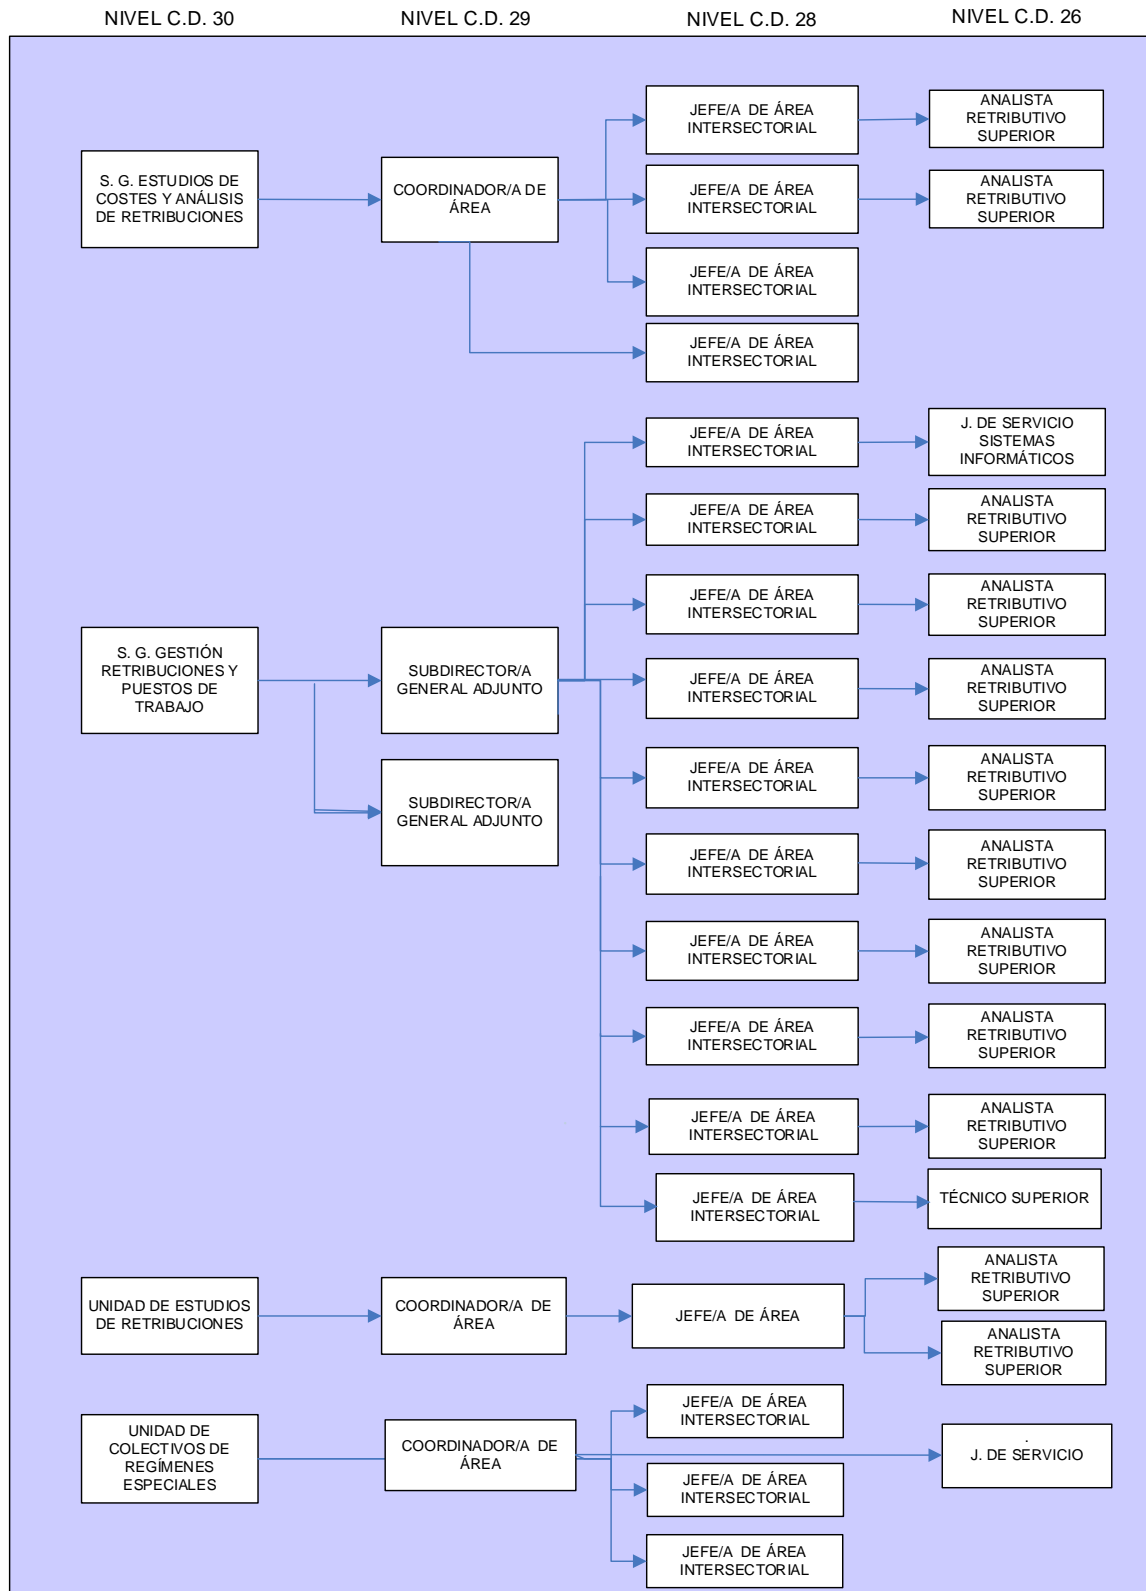 NIVEL C.D. 30
NIVEL C.D. 29
NIVEL C.D. 28
NIVEL C.D. 26
S. G. ESTUDIOS DE
COSTES Y ANÁLISIS
DE RETRIBUCIONES
COORDINADOR/A DE
ÁREA
JEFE/A DE ÁREA
INTERSECTORIAL
ANALISTA
RETRIBUTIVO
SUPERIOR
JEFE/A DE ÁREA
INTERSECTORIAL
ANALISTA
RETRIBUTIVO
SUPERIOR
JEFE/A DE ÁREA
INTERSECTORIAL
JEFE/A DE ÁREA
INTERSECTORIAL
S. G. GESTIÓN
RETRIBUCIONES Y
PUESTOS DE
TRABAJO
SUBDIRECTOR/A
GENERAL ADJUNTO
SUBDIRECTOR/A
GENERAL ADJUNTO
JEFE/A DE ÁREA
INTERSECTORIAL
J. DE SERVICIO
SISTEMAS
INFORMÁTICOS
JEFE/A DE ÁREA
INTERSECTORIAL
ANALISTA
RETRIBUTIVO
SUPERIOR
JEFE/A DE ÁREA
INTERSECTORIAL
ANALISTA
RETRIBUTIVO
SUPERIOR
JEFE/A DE ÁREA
INTERSECTORIAL
ANALISTA
RETRIBUTIVO
SUPERIOR
JEFE/A DE ÁREA
INTERSECTORIAL
ANALISTA
RETRIBUTIVO
SUPERIOR
JEFE/A DE ÁREA
INTERSECTORIAL
ANALISTA
RETRIBUTIVO
SUPERIOR
JEFE/A DE ÁREA
INTERSECTORIAL
ANALISTA
RETRIBUTIVO
SUPERIOR
JEFE/A DE ÁREA
INTERSECTORIAL
ANALISTA
RETRIBUTIVO
SUPERIOR
JEFE/A DE ÁREA
INTERSECTORIAL
ANALISTA
RETRIBUTIVO
SUPERIOR
JEFE/A DE ÁREA
INTERSECTORIAL
TÉCNICO SUPERIOR
UNIDAD DE ESTUDIOS
DE RETRIBUCIONES
COORDINADOR/A DE
ÁREA
JEFE/A DE ÁREA
ANALISTA
RETRIBUTIVO
SUPERIOR
ANALISTA
RETRIBUTIVO
SUPERIOR
UNIDAD DE
COLECTIVOS DE
REGÍMENES
ESPECIALES
COORDINADOR/A DE
ÁREA
JEFE/A DE ÁREA
INTERSECTORIAL
.
J. DE SERVICIO
JEFE/A DE ÁREA
INTERSECTORIAL
JEFE/A DE ÁREA
INTERSECTORIAL